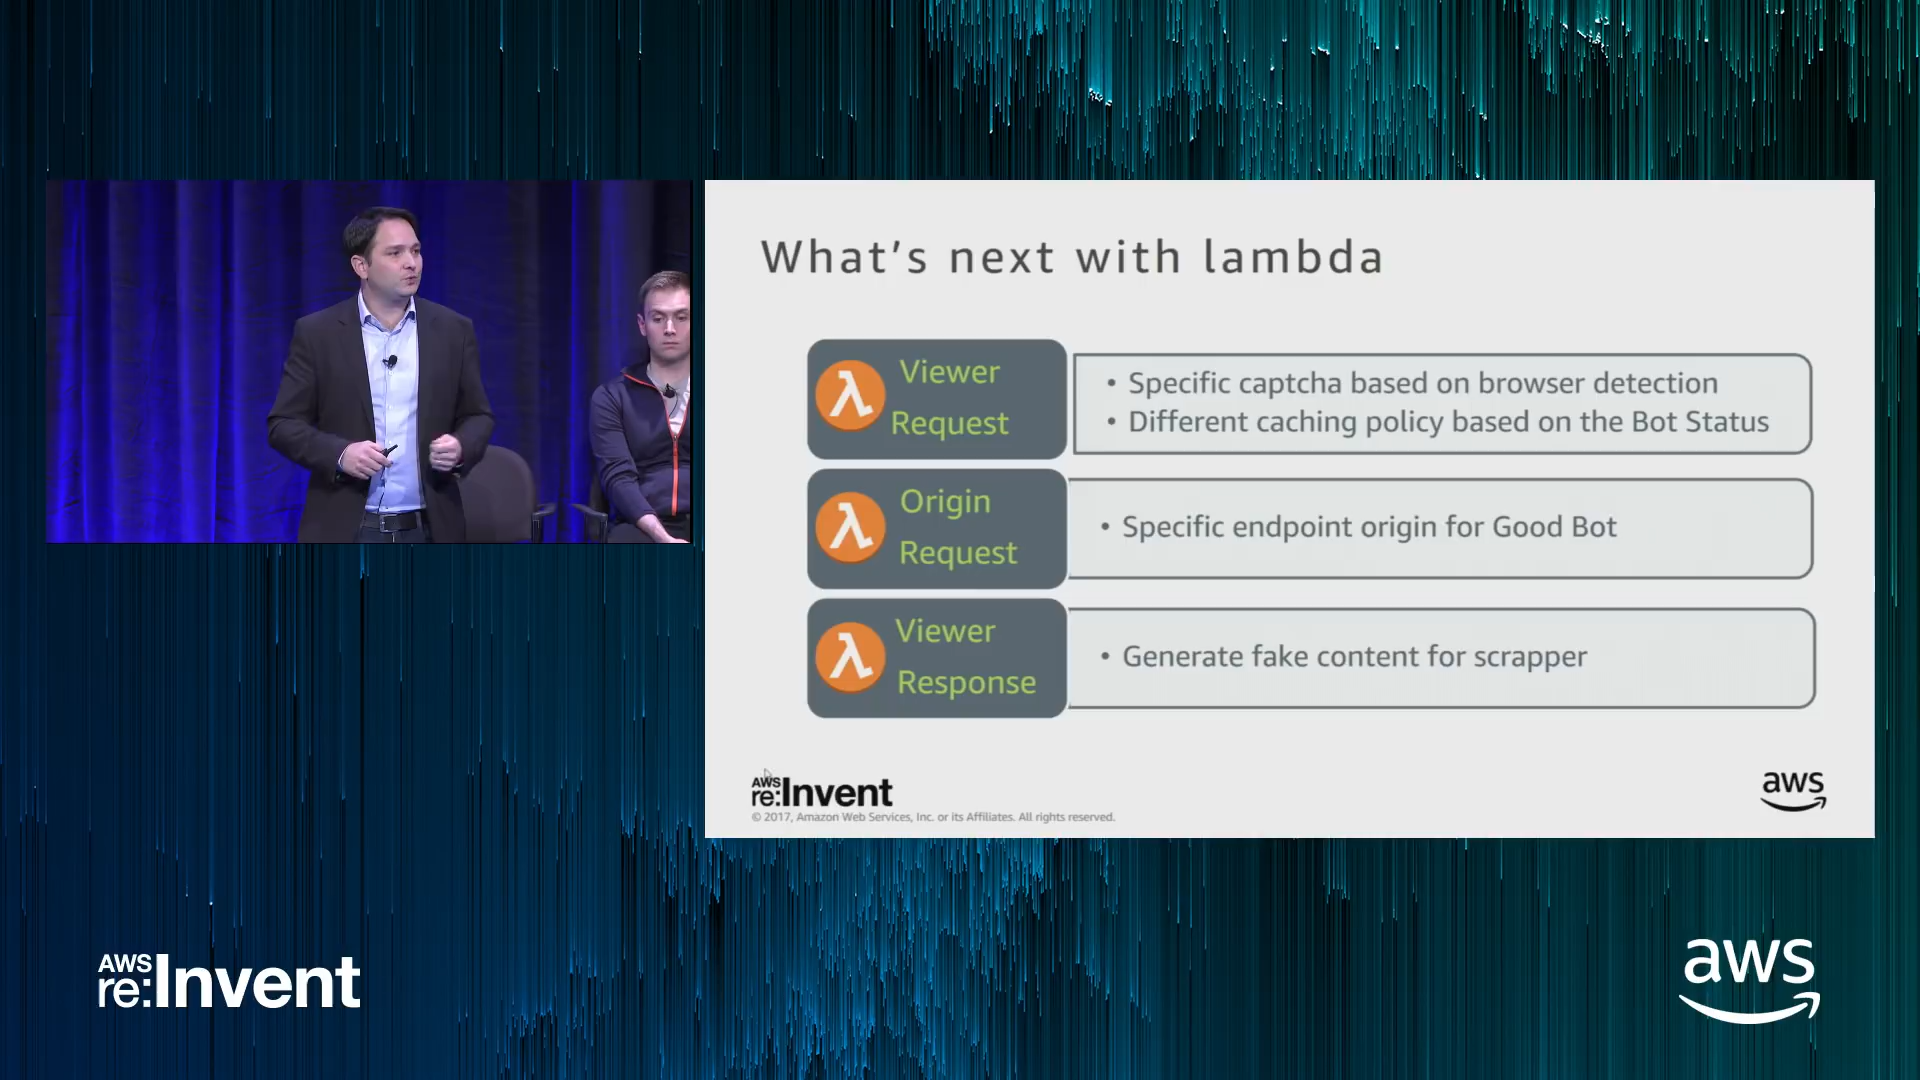 What's next with lambda
Viewer
Request
• Specific captcha based on browser detection
• Different caching policy based on the Bot Status
Origin
Request
• Specific endpoint origin for Good Bot
Viewer
Response
• Generate fake content for scrapper
AWS
re:Invent
© 2017, Amazon Web Services, Inc. or its Affiliates. All rights reserved.
aws
AWS
re:Invent
aws